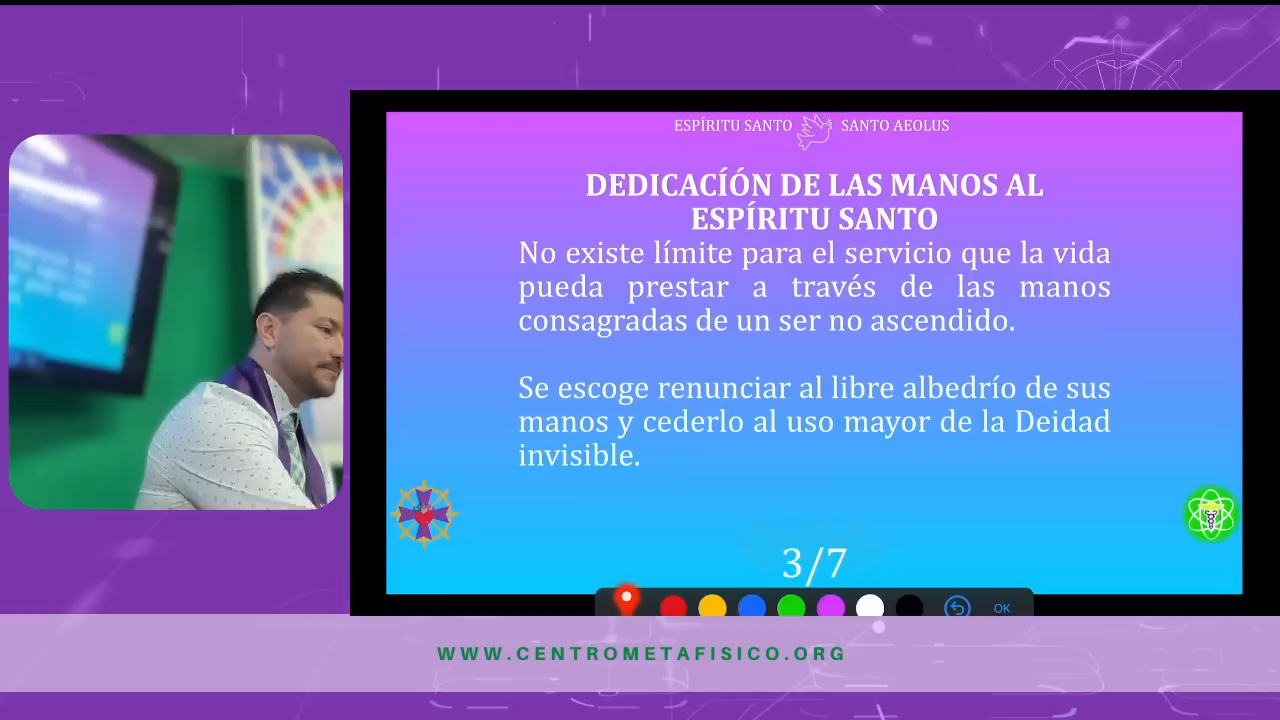 ESPÍRITU SANTO SANTO AEOLUS
DEDICACÍÓN DE LAS MANOS AL
ESPÍRITU SANTO
No existe límite para el servicio que la vida
pueda prestar a través de las manos
consagradas de un ser no ascendido.
Se escoge renunciar al libre albedrío de sus
manos y cederlo al uso mayor de la Deidad
invisible.
3/7
OK
WWW.CENTROMETAFISICO.ORG